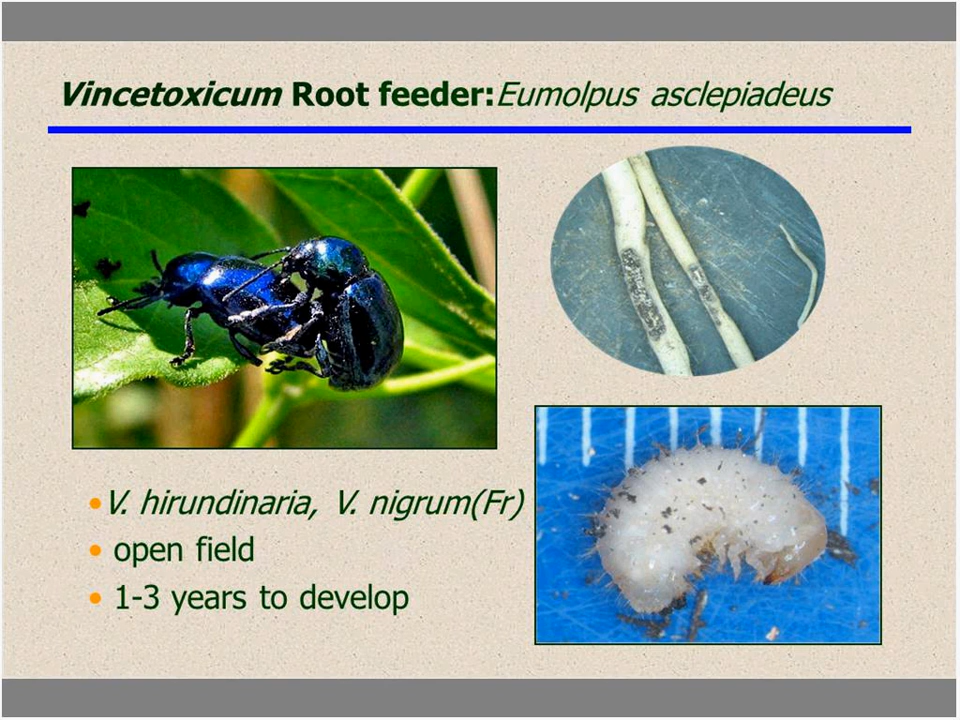 Vincetoxicum Root feeder:Eumolpus asclepiadeus
•V. hirundinaria, V. nigrum(Fr)
• open field
• 1-3 years to develop